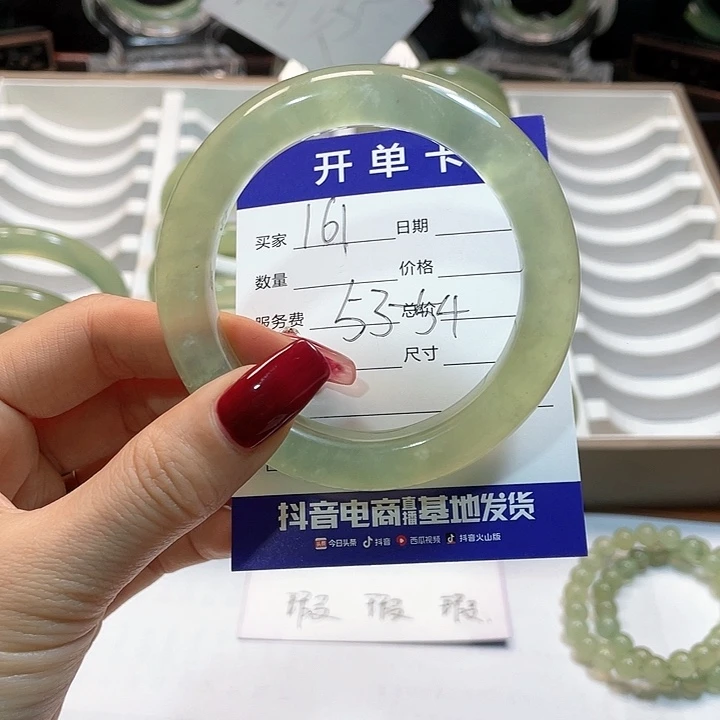 开单卡
买家 161 日期
数量 价格
服务费 53-54 总价
尺寸
抖音电商直播基地发货
今日头条 抖音 西瓜视频 抖音火山版
瑕 瑕 瑕